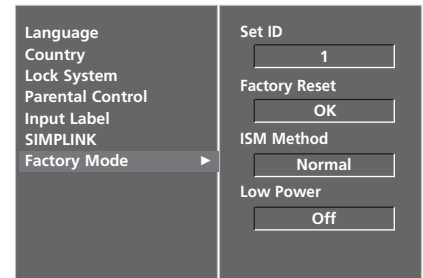 Language
Country
Lock System
Parental Control
Input Label
SIMPLINK
Factory Mode ►
Set ID
1
Factory Reset
OK
ISM Method
Normal
Low Power
Off